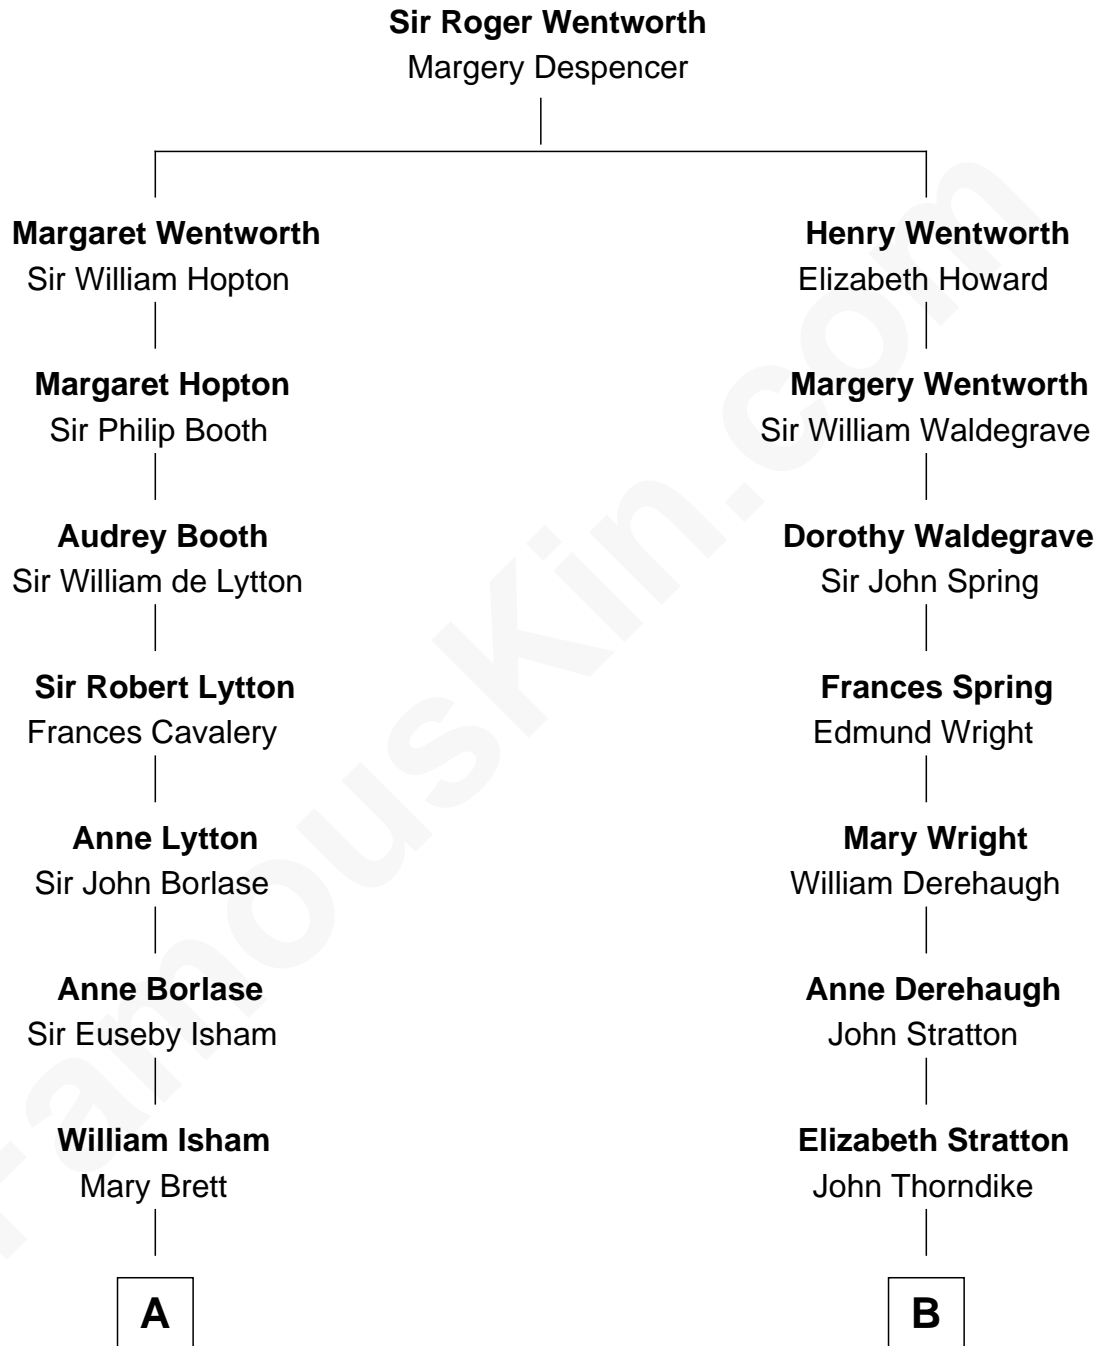 Sir Roger Wentworth
Margery Despencer
Margaret Wentworth
Sir William Hopton
Henry Wentworth
Elizabeth Howard
Margaret Hopton
Sir Philip Booth
Margery Wentworth
Sir William Waldegrave
Audrey Booth
Sir William de Lytton
Dorothy Waldegrave
Sir John Spring
Sir Robert Lytton
Frances Cavalery
Frances Spring
Edmund Wright
Anne Lytton
Sir John Borlase
Mary Wright
William Derehaugh
Anne Borlase
Sir Euseby Isham
Anne Derehaugh
John Stratton
William Isham
Mary Brett
Elizabeth Stratton
John Thorndike
A
B
FamousKin.com